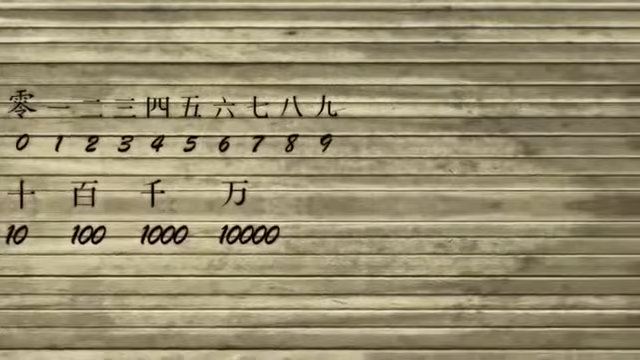 零 一 二 三 四 五 六 七 八 九
0 1 2 3 4 5 6 7 8 9
十 百 千 万
10 100 1000 10000